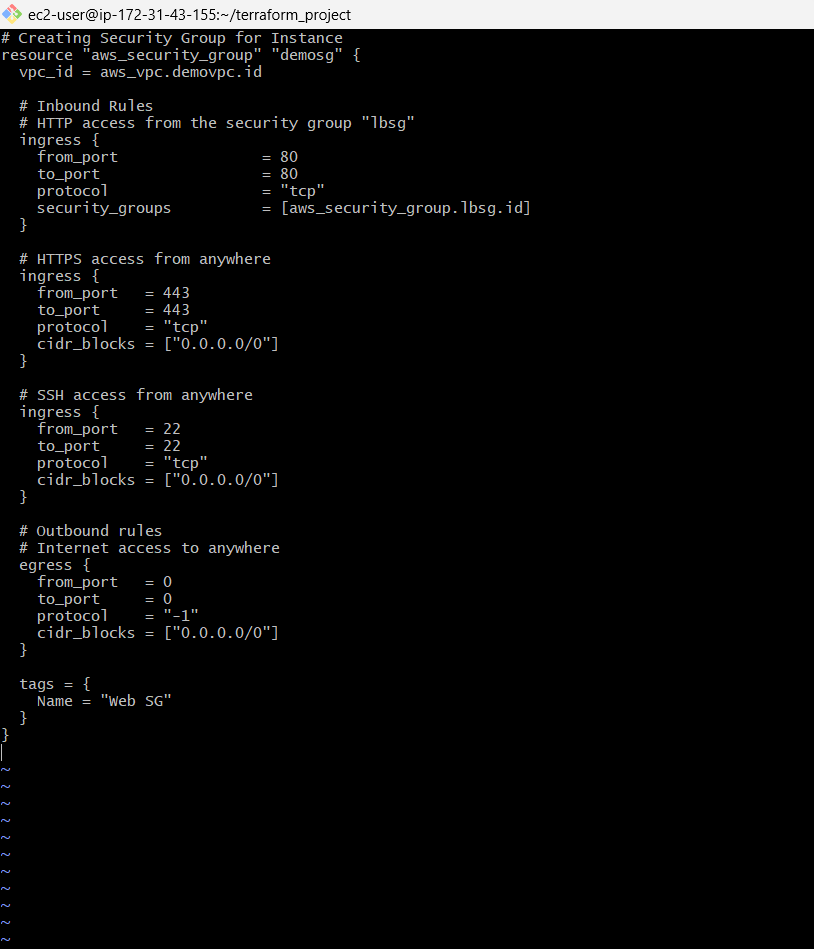 ec2-user@ip-172-31-43-155:~/terraform_project
# Creating Security Group for Instance
resource "aws_security_group" "demosg" {
  vpc_id = aws_vpc.demovpc.id

  # Inbound Rules
  # HTTP access from the security group "lbsg"
  ingress {
    from_port                = 80
    to_port                  = 80
    protocol                 = "tcp"
    security_groups          = [aws_security_group.lbsg.id]
  }

  # HTTPS access from anywhere
  ingress {
    from_port   = 443
    to_port     = 443
    protocol    = "tcp"
    cidr_blocks = ["0.0.0.0/0"]
  }

  # SSH access from anywhere
  ingress {
    from_port   = 22
    to_port     = 22
    protocol    = "tcp"
    cidr_blocks = ["0.0.0.0/0"]
  }

  # Outbound rules
  # Internet access to anywhere
  egress {
    from_port   = 0
    to_port     = 0
    protocol    = "-1"
    cidr_blocks = ["0.0.0.0/0"]
  }

  tags = {
    Name = "Web SG"
  }
}

~
~
~
~
~
~
~
~
~
~
~